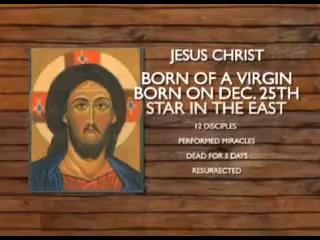 JESUS CHRIST
BORN OF A VIRGIN
BORN ON DEC. 25TH
STAR IN THE EAST
12 DISCIPLES
PERFORMED MIRACLES
DEAD FOR 3 DAYS
RESURRECTED